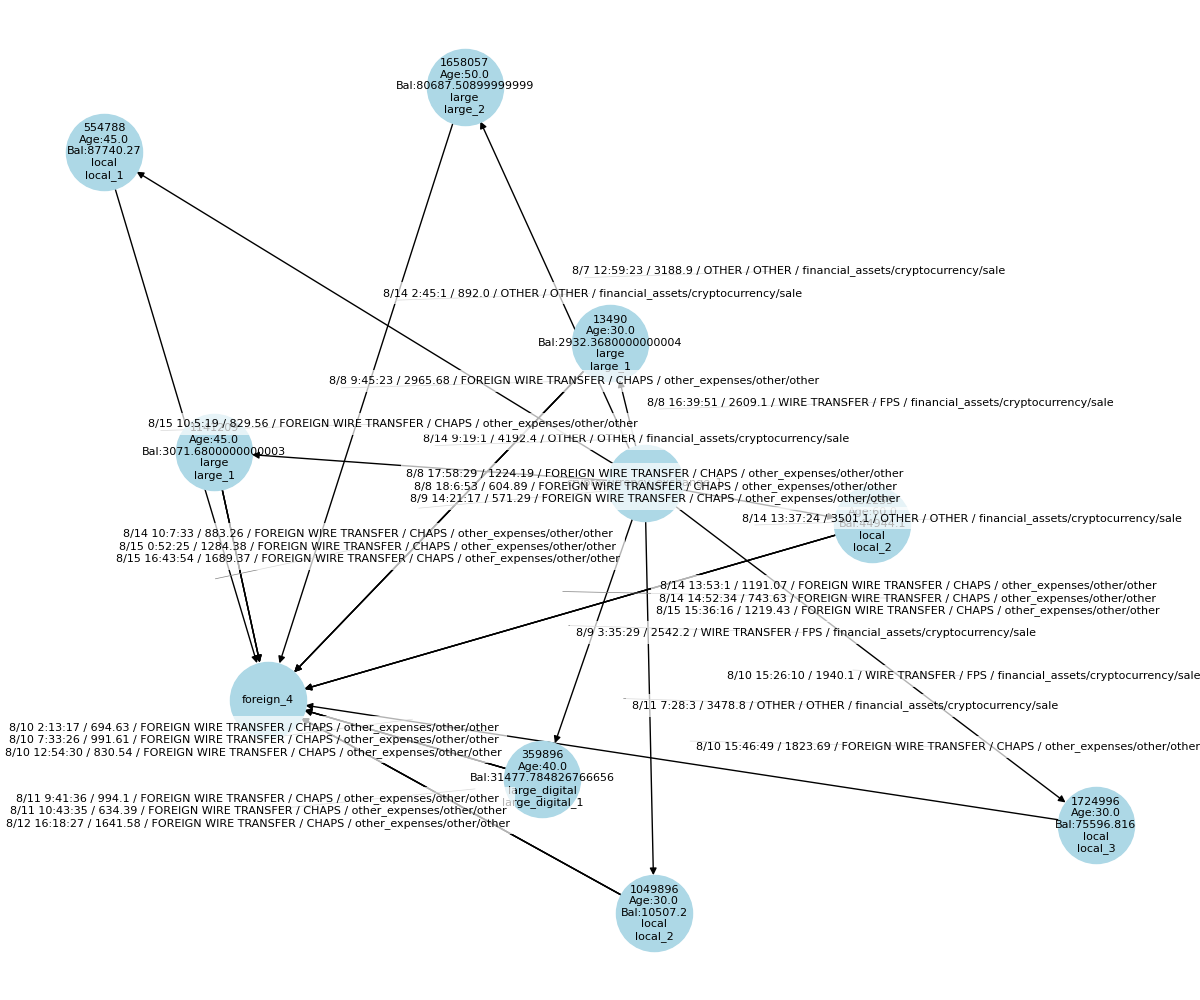 1658057
Age:50.0
Bal:80687.50899999999
large
large_2
554788
Age:45.0
Bal:87740.27
local
local_1
8/7 12:59:23 / 3188.9 / OTHER / OTHER / financial_assets/cryptocurrency/sale
8/14 2:45:1 / 892.0 / OTHER / OTHER / financial_assets/cryptocurrency/sale
13490
Age:30.0
Bal:2932.3680000000004
large
large_1
8/8 9:45:23 / 2965.68 / FOREIGN WIRE TRANSFER / CHAPS / other_expenses/other/other
8/8 16:39:51 / 2609.1 / WIRE TRANSFER / FPS / financial_assets/cryptocurrency/sale
8/15 10:5:19 / 829.56 / FOREIGN WIRE TRANSFER / CHAPS / other_expenses/other/other
8/14 9:19:1 / 4192.4 / OTHER / OTHER / financial_assets/cryptocurrency/sale
Age:45.0
Bal:3071.6800000000003
large
large_1
8/8 17:58:29 / 1224.19 / FOREIGN WIRE TRANSFER / CHAPS / other_expenses/other/other
8/8 18:6:53 / 604.89 / FOREIGN WIRE TRANSFER / CHAPS / other_expenses/other/other
8/9 14:21:17 / 571.29 / FOREIGN WIRE TRANSFER / CHAPS / other_expenses/other/other
8/14 13:37:24 / 3501.1 / OTHER / OTHER / financial_assets/cryptocurrency/sale
local
local_2
8/14 10:7:33 / 883.26 / FOREIGN WIRE TRANSFER / CHAPS / other_expenses/other/other
8/15 0:52:25 / 1284.38 / FOREIGN WIRE TRANSFER / CHAPS / other_expenses/other/other
8/15 16:43:54 / 1689.37 / FOREIGN WIRE TRANSFER / CHAPS / other_expenses/other/other
8/14 13:53:1 / 1191.07 / FOREIGN WIRE TRANSFER / CHAPS / other_expenses/other/other
8/14 14:52:34 / 743.63 / FOREIGN WIRE TRANSFER / CHAPS / other_expenses/other/other
8/15 15:36:16 / 1219.43 / FOREIGN WIRE TRANSFER / CHAPS / other_expenses/other/other
8/9 3:35:29 / 2542.2 / WIRE TRANSFER / FPS / financial_assets/cryptocurrency/sale
8/10 15:26:10 / 1940.1 / WIRE TRANSFER / FPS / financial_assets/cryptocurrency/sale
foreign_4
8/11 7:28:3 / 3478.8 / OTHER / OTHER / financial_assets/cryptocurrency/sale
8/10 2:13:17 / 694.63 / FOREIGN WIRE TRANSFER / CHAPS / other_expenses/other/other
8/10 7:33:26 / 991.61 / FOREIGN WIRE TRANSFER / CHAPS / other_expenses/other/other
8/10 12:54:30 / 830.54 / FOREIGN WIRE TRANSFER / CHAPS / other_expenses/other/other
8/10 15:46:49 / 1823.69 / FOREIGN WIRE TRANSFER / CHAPS / other_expenses/other/other
359896
Age:40.0
Bal:31477.784826766656
large_digital
large_digital_1
8/11 9:41:36 / 994.1 / FOREIGN WIRE TRANSFER / CHAPS / other_expenses/other/other
8/11 10:43:35 / 634.39 / FOREIGN WIRE TRANSFER / CHAPS / other_expenses/other/other
8/12 16:18:27 / 1641.58 / FOREIGN WIRE TRANSFER / CHAPS / other_expenses/other/other
1724996
Age:30.0
Bal:75596.816
local
local_3
1049896
Age:30.0
Bal:10507.2
local
local_2